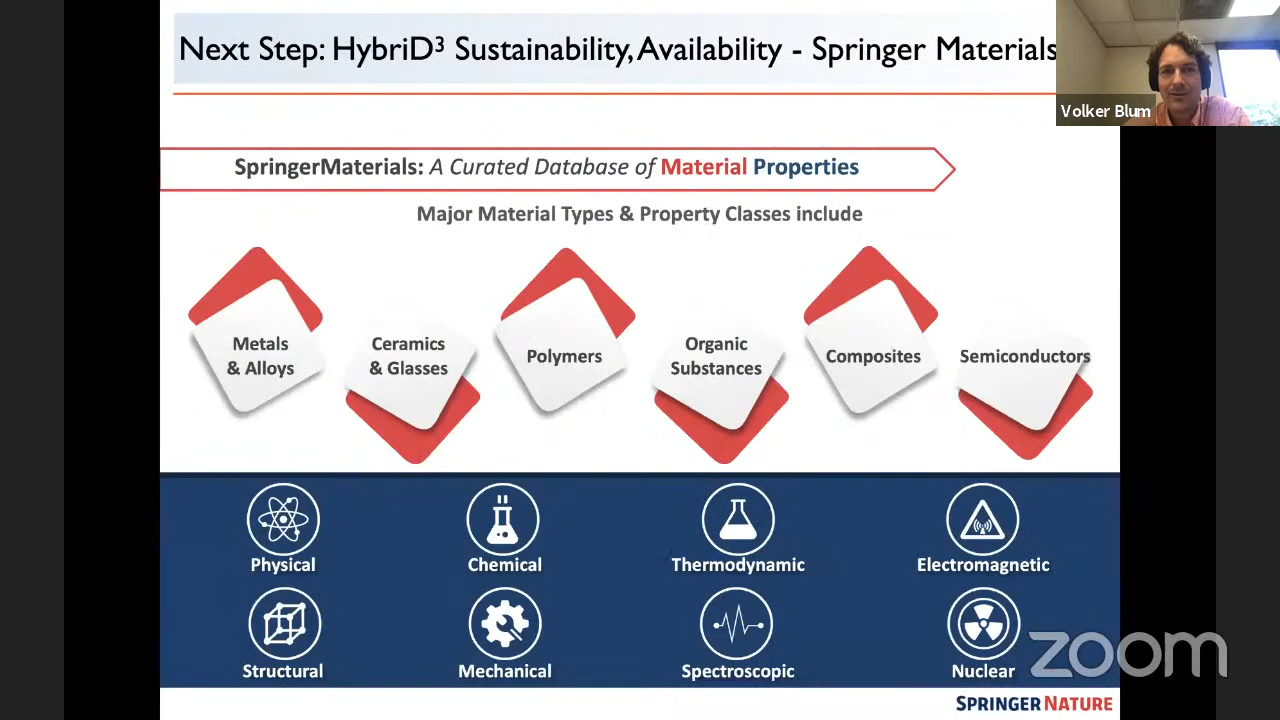 Next Step: HybriD³ Sustainability, Availability - Springer Materials
Volker Blum
SpringerMaterials: A Curated Database of Material Properties
Major Material Types & Property Classes include
Metals
& Alloys
Ceramics
& Glasses
Polymers
Organic
Substances
Composites
Semiconductors
Physical
Chemical
Thermodynamic
Electromagnetic
Structural
Mechanical
Spectroscopic
Nuclear
zoom
SPRINGER NATURE